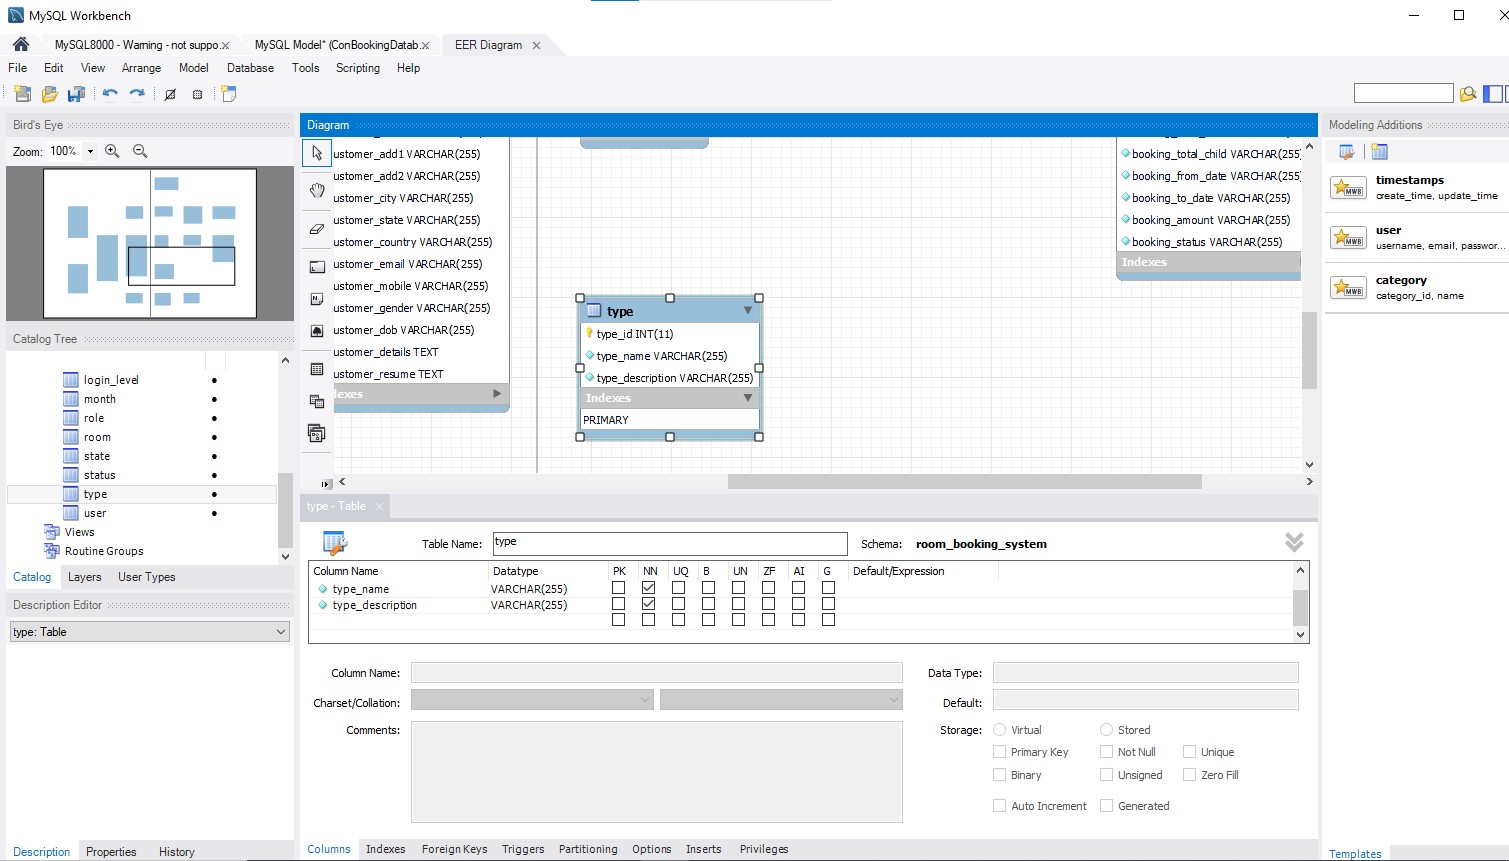 MySQL Workbench
MySQL8000 - Warning - not suppo..x
MySQL Model* (ConBookingDatab..x
EER Diagram
File Edit View Arrange Model Database Tools Scripting Help
Bird's Eye
Zoom: 100%
Catalog Tree
login_level
month
role
room
state
status
type
user
Views
Routine Groups
Catalog Layers User Types
Description Editor
type: Table
Description Properties History
Diagram
ustomer_add1 VARCHAR(255)
ustomer_add2 VARCHAR(255)
ustomer_city VARCHAR(255)
ustomer_state VARCHAR(255)
ustomer_country VARCHAR(255)
ustomer_email VARCHAR(255)
ustomer_mobile VARCHAR(255)
ustomer_gender VARCHAR(255)
ustomer_dob VARCHAR(255)
ustomer_details TEXT
ustomer_resume TEXT
exes
type
type_id INT(11)
type_name VARCHAR(255)
type_description VARCHAR(255)
Indexes
PRIMARY
booking_total_child VARCHAR(255)
booking_from_date VARCHAR(255)
booking_to_date VARCHAR(255)
booking_amount VARCHAR(255)
booking_status VARCHAR(255)
Indexes
type - Table
Table Name: type Schema: room_booking_system
Column Name Datatype PK NN UQ B UN ZF AI G Default/Expression
type_name VARCHAR(255)
type_description VARCHAR(255)
Column Name: Data Type:
Charset/Collation: Default:
Comments: Storage: Virtual Stored
Primary Key Not Null Unique
Binary Unsigned Zero Fill
Auto Increment Generated
Columns Indexes Foreign Keys Triggers Partitioning Options Inserts Privileges
Modeling Additions
MWB
timestamps
create_time, update_time
MWB
user
username, email, passwor...
MWB
category
category_id, name
Templates